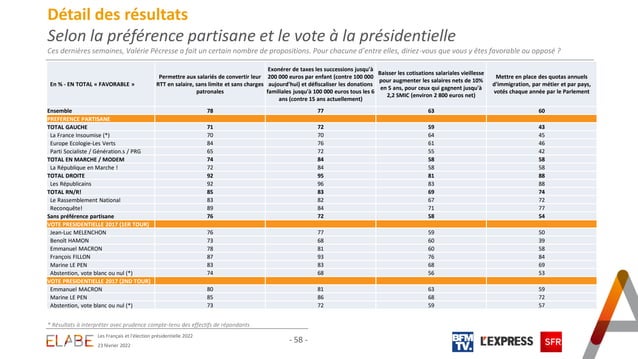 Détail des résultats
Selon la préférence partisane et le vote à la présidentielle
Ces dernières semaines, Valérie Pécresse a fait un certain nombre de propositions. Pour chacune d'entre elles, diriez-vous que vous y êtes favorable ou opposé ?
En % - EN TOTAL « FAVORABLE »
Permettre aux salariés de convertir leur
RTT en salaire, sans limite et sans charges
patronales
Exonérer de taxes les successions jusqu'à
200 000 euros par enfant (contre 100 000
aujourd'hui) et défiscaliser les donations
familiales jusqu'à 100 000 euros tous les 6
ans (contre 15 ans actuellement)
Baisser les cotisations salariales vieillesse
pour augmenter les salaires nets de 10%
en 5 ans, pour ceux qui gagnent jusqu'à
2,2 SMIC (environ 2 800 euros net)
Mettre en place des quotas annuels
d'immigration, par métier et par pays,
votés chaque année par le Parlement
Ensemble 78 77 63 60
PREFERENCE PARTISANE
TOTAL GAUCHE 71 72 59 43
La France Insoumise (*) 70 70 64 45
Europe Ecologie-Les Verts 84 76 61 46
Parti Socialiste / Génération.s / PRG 65 72 55 42
TOTAL EN MARCHE / MODEM 74 84 58 58
La République en Marche ! 72 84 58 58
TOTAL DROITE 92 95 81 88
Les Républicains 92 96 83 88
TOTAL RN/R! 85 83 69 74
Le Rassemblement National 83 82 67 72
Reconquête! 89 84 71 77
Sans préférence partisane 76 72 58 54
VOTE PRESIDENTIELLE 2017 (1ER TOUR)
Jean-Luc MELENCHON 76 77 59 50
Benoît HAMON 73 68 60 39
Emmanuel MACRON 78 81 60 58
François FILLON 87 93 76 84
Marine LE PEN 83 83 68 69
Abstention, vote blanc ou nul (*) 74 68 56 53
VOTE PRESIDENTIELLE 2017 (2ND TOUR)
Emmanuel MACRON 80 81 63 59
Marine LE PEN 85 86 68 72
Abstention, vote blanc ou nul (*) 73 72 59 57
* Résultats à interpréter avec prudence compte-tenu des effectifs de répondants
ELABE
Les Français et l'élection présidentielle 2022
23 février 2022
- 58 -
BFM
TV.
L'EXPRESS
SFR